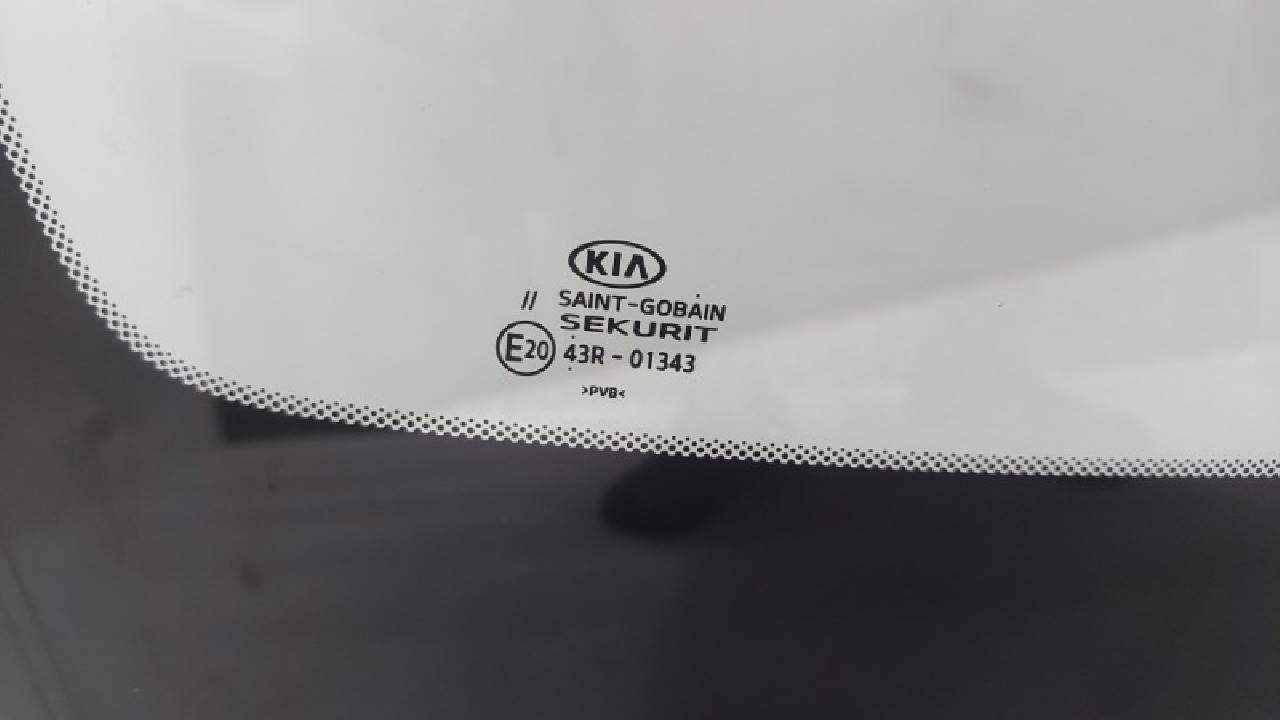 KIA
// SAINT-GOBAIN
SEKURIT
E20 43R - 01343
>PVB<